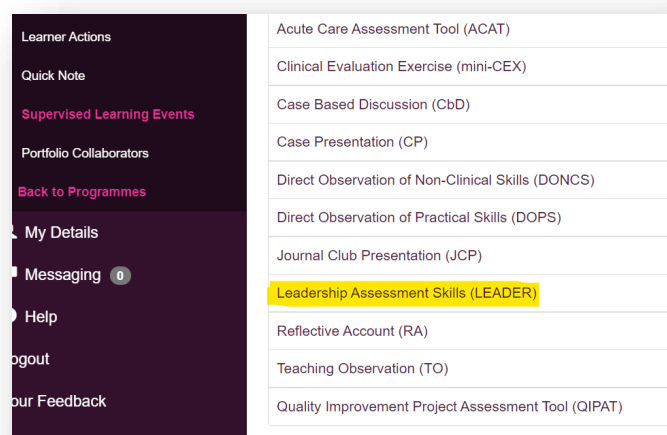 Learner Actions
Quick Note
Supervised Learning Events
Portfolio Collaborators
Back to Programmes
My Details
Messaging 0
Help
ogout
our Feedback
Acute Care Assessment Tool (ACAT)
Clinical Evaluation Exercise (mini-CEX)
Case Based Discussion (CbD)
Case Presentation (CP)
Direct Observation of Non-Clinical Skills (DONCS)
Direct Observation of Practical Skills (DOPS)
Journal Club Presentation (JCP)
Leadership Assessment Skills (LEADER)
Reflective Account (RA)
Teaching Observation (TO)
Quality Improvement Project Assessment Tool (QIPAT)